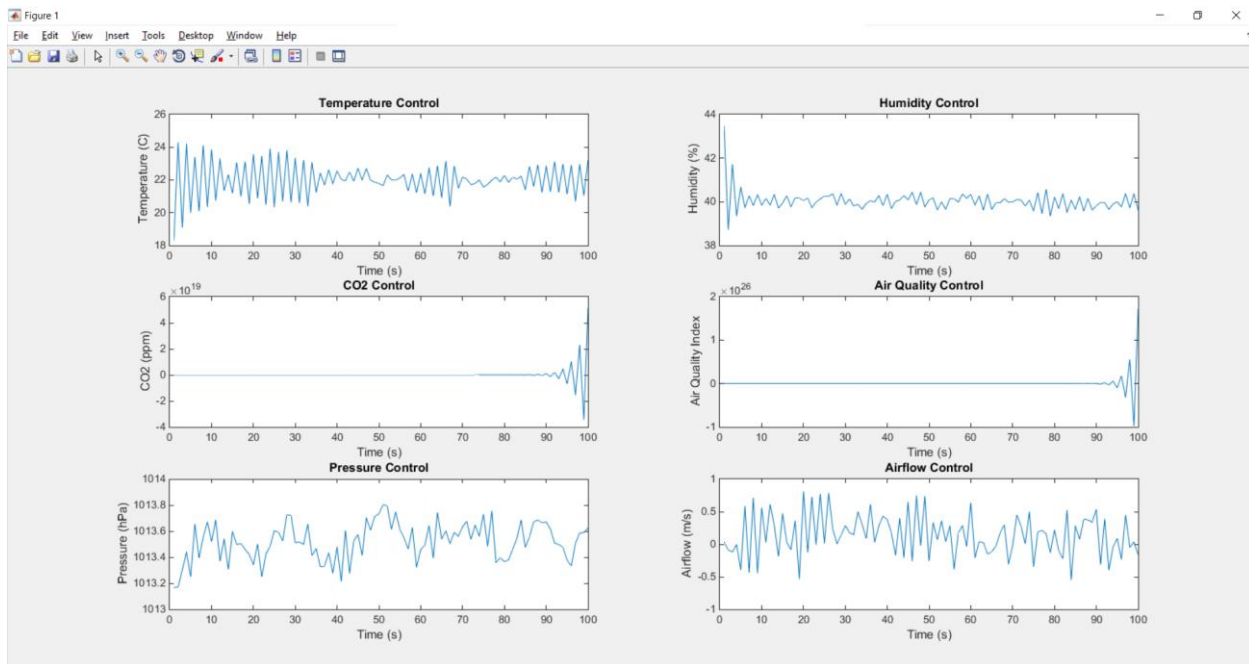 Figure 1
File Edit View Insert Tools Desktop Window Help
Temperature Control
Temperature (C)
26
24
22
20
18
0 10 20 30 40 50 60 70 80 90 100
Time (s)
Humidity Control
Humidity (%)
44
42
40
38
0 10 20 30 40 50 60 70 80 90 100
Time (s)
CO2 Control
× 10^19
CO2 (ppm)
6
4
2
0
-2
-4
0 10 20 30 40 50 60 70 80 90 100
Time (s)
Air Quality Control
× 10^26
Air Quality Index
2
1
0
-1
0 10 20 30 40 50 60 70 80 90 100
Time (s)
Pressure Control
Pressure (hPa)
1014
1013.8
1013.6
1013.4
1013.2
1013
0 10 20 30 40 50 60 70 80 90 100
Time (s)
Airflow Control
Airflow (m/s)
1
0.5
0
-0.5
-1
0 10 20 30 40 50 60 70 80 90 100
Time (s)